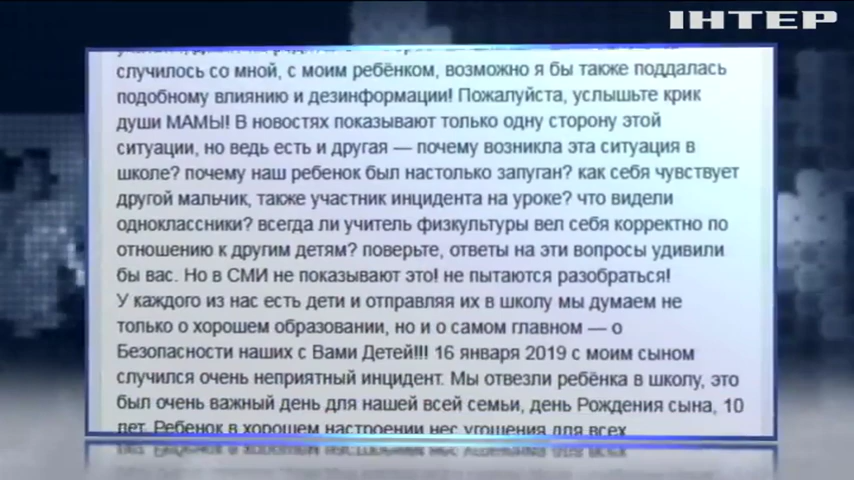 ІНТЕР
случилось со мной, с моим ребёнком, возможно я бы также поддалась
подобному влиянию и дезинформации! Пожалуйста, услышьте крик
души МАМЫ! В новостях показывают только одну сторону этой
ситуации, но ведь есть и другая — почему возникла эта ситуация в
школе? почему наш ребенок был настолько запуган? как себя чувствует
другой мальчик, также участник инцидента на уроке? что видели
одноклассники? всегда ли учитель физкультуры вел себя корректно по
отношению к другим детям? поверьте, ответы на эти вопросы удивили
бы вас. Но в СМИ не показывают это! не пытаются разобраться!
У каждого из нас есть дети и отправляя их в школу мы думаем не
только о хорошем образовании, но и о самом главном — о
Безопасности наших с Вами Детей!!! 16 января 2019 с моим сыном
случился очень неприятный инцидент. Мы отвезли ребёнка в школу, это
был очень важный день для нашей всей семьи, день Рождения сына, 10
лет. Ребенок в хорошем настроении нес угощения для всех